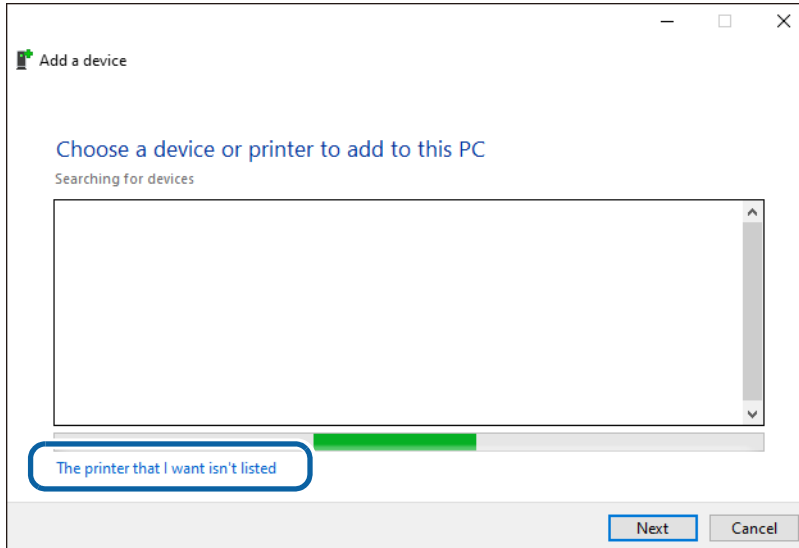 Add a device
Choose a device or printer to add to this PC
Searching for devices
The printer that I want isn't listed
Next
Cancel